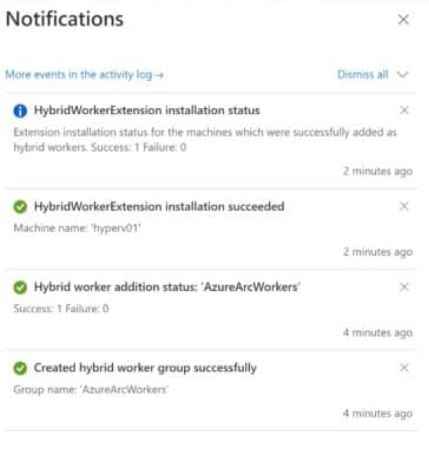 Notifications
More events in the activity log → Dismiss all
HybridWorkerExtension installation status
Extension installation status for the machines which were successfully added as
hybrid workers. Success: 1 Failure: 0
2 minutes ago
HybridWorkerExtension installation succeeded
Machine name: 'hyperv01'
2 minutes ago
Hybrid worker addition status: 'AzureArcWorkers'
Success: 1 Failure: 0
4 minutes ago
Created hybrid worker group successfully
Group name: 'AzureArcWorkers'
4 minutes ago